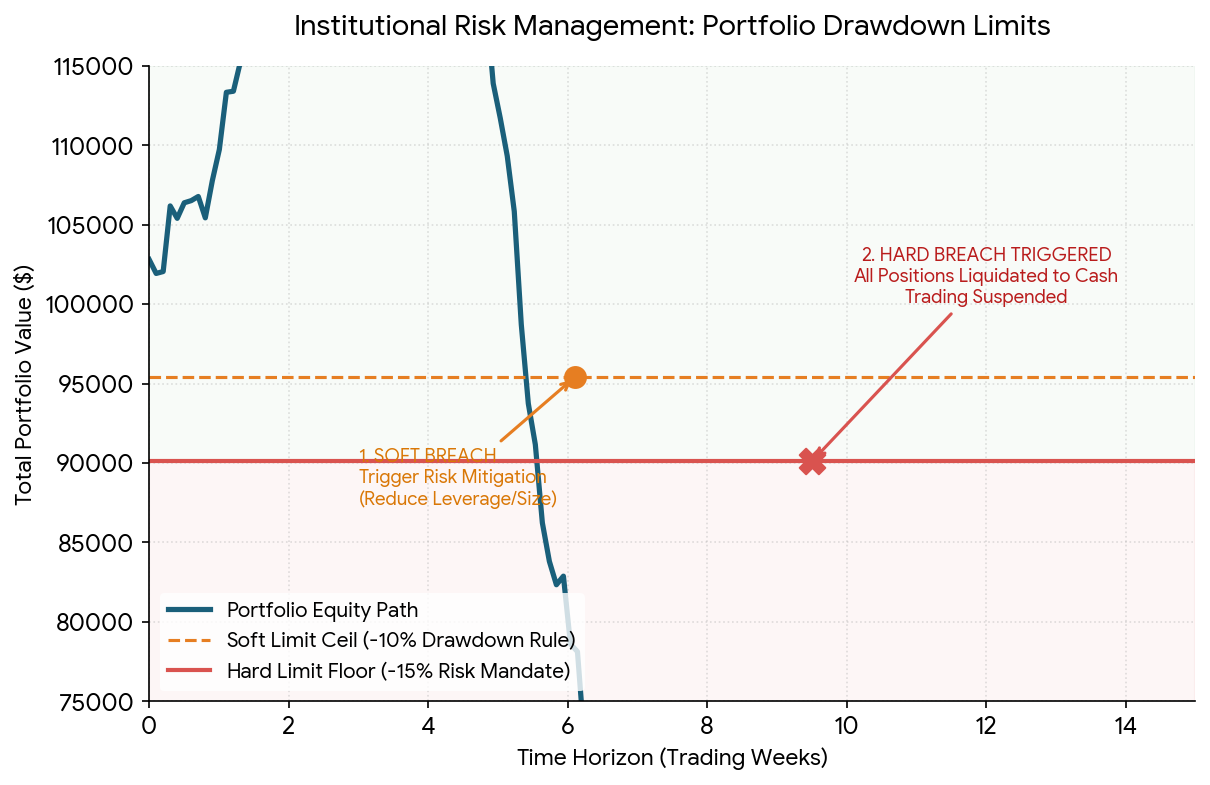 Institutional Risk Management: Portfolio Drawdown Limits
115000
110000
105000
100000
95000
90000
85000
80000
75000
Total Portfolio Value ($)
2. HARD BREACH TRIGGERED
All Positions Liquidated to Cash
Trading Suspended
1. SOFT BREACH
Trigger Risk Mitigation
(Reduce Leverage/Size)
Portfolio Equity Path
Soft Limit Ceil (-10% Drawdown Rule)
Hard Limit Floor (-15% Risk Mandate)
0 2 4 6 8 10 12 14
Time Horizon (Trading Weeks)